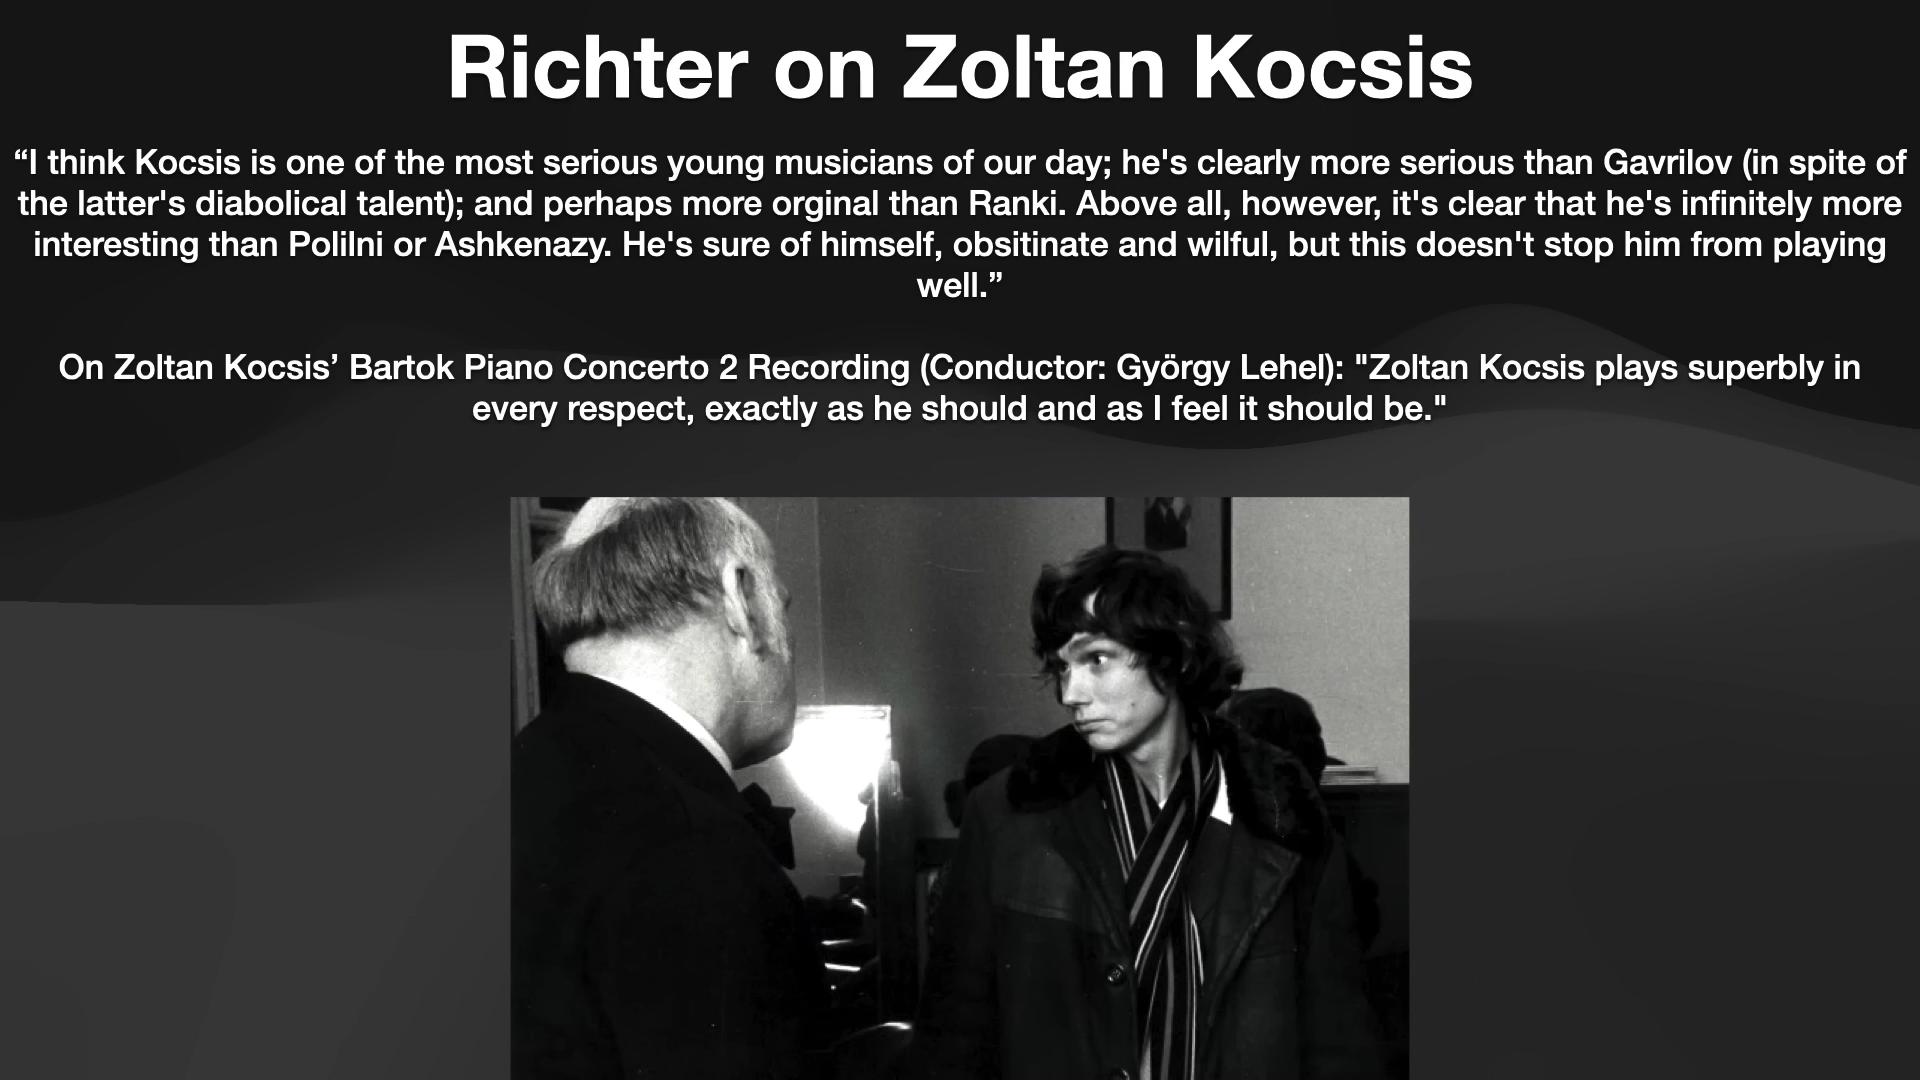 Richter on Zoltan Kocsis
“I think Kocsis is one of the most serious young musicians of our day; he's clearly more serious than Gavrilov (in spite of
the latter's diabolical talent); and perhaps more orginal than Ranki. Above all, however, it's clear that he's infinitely more
interesting than Polilni or Ashkenazy. He's sure of himself, obsitinate and wilful, but this doesn't stop him from playing
well.”
On Zoltan Kocsis’ Bartok Piano Concerto 2 Recording (Conductor: György Lehel): "Zoltan Kocsis plays superbly in
every respect, exactly as he should and as I feel it should be."